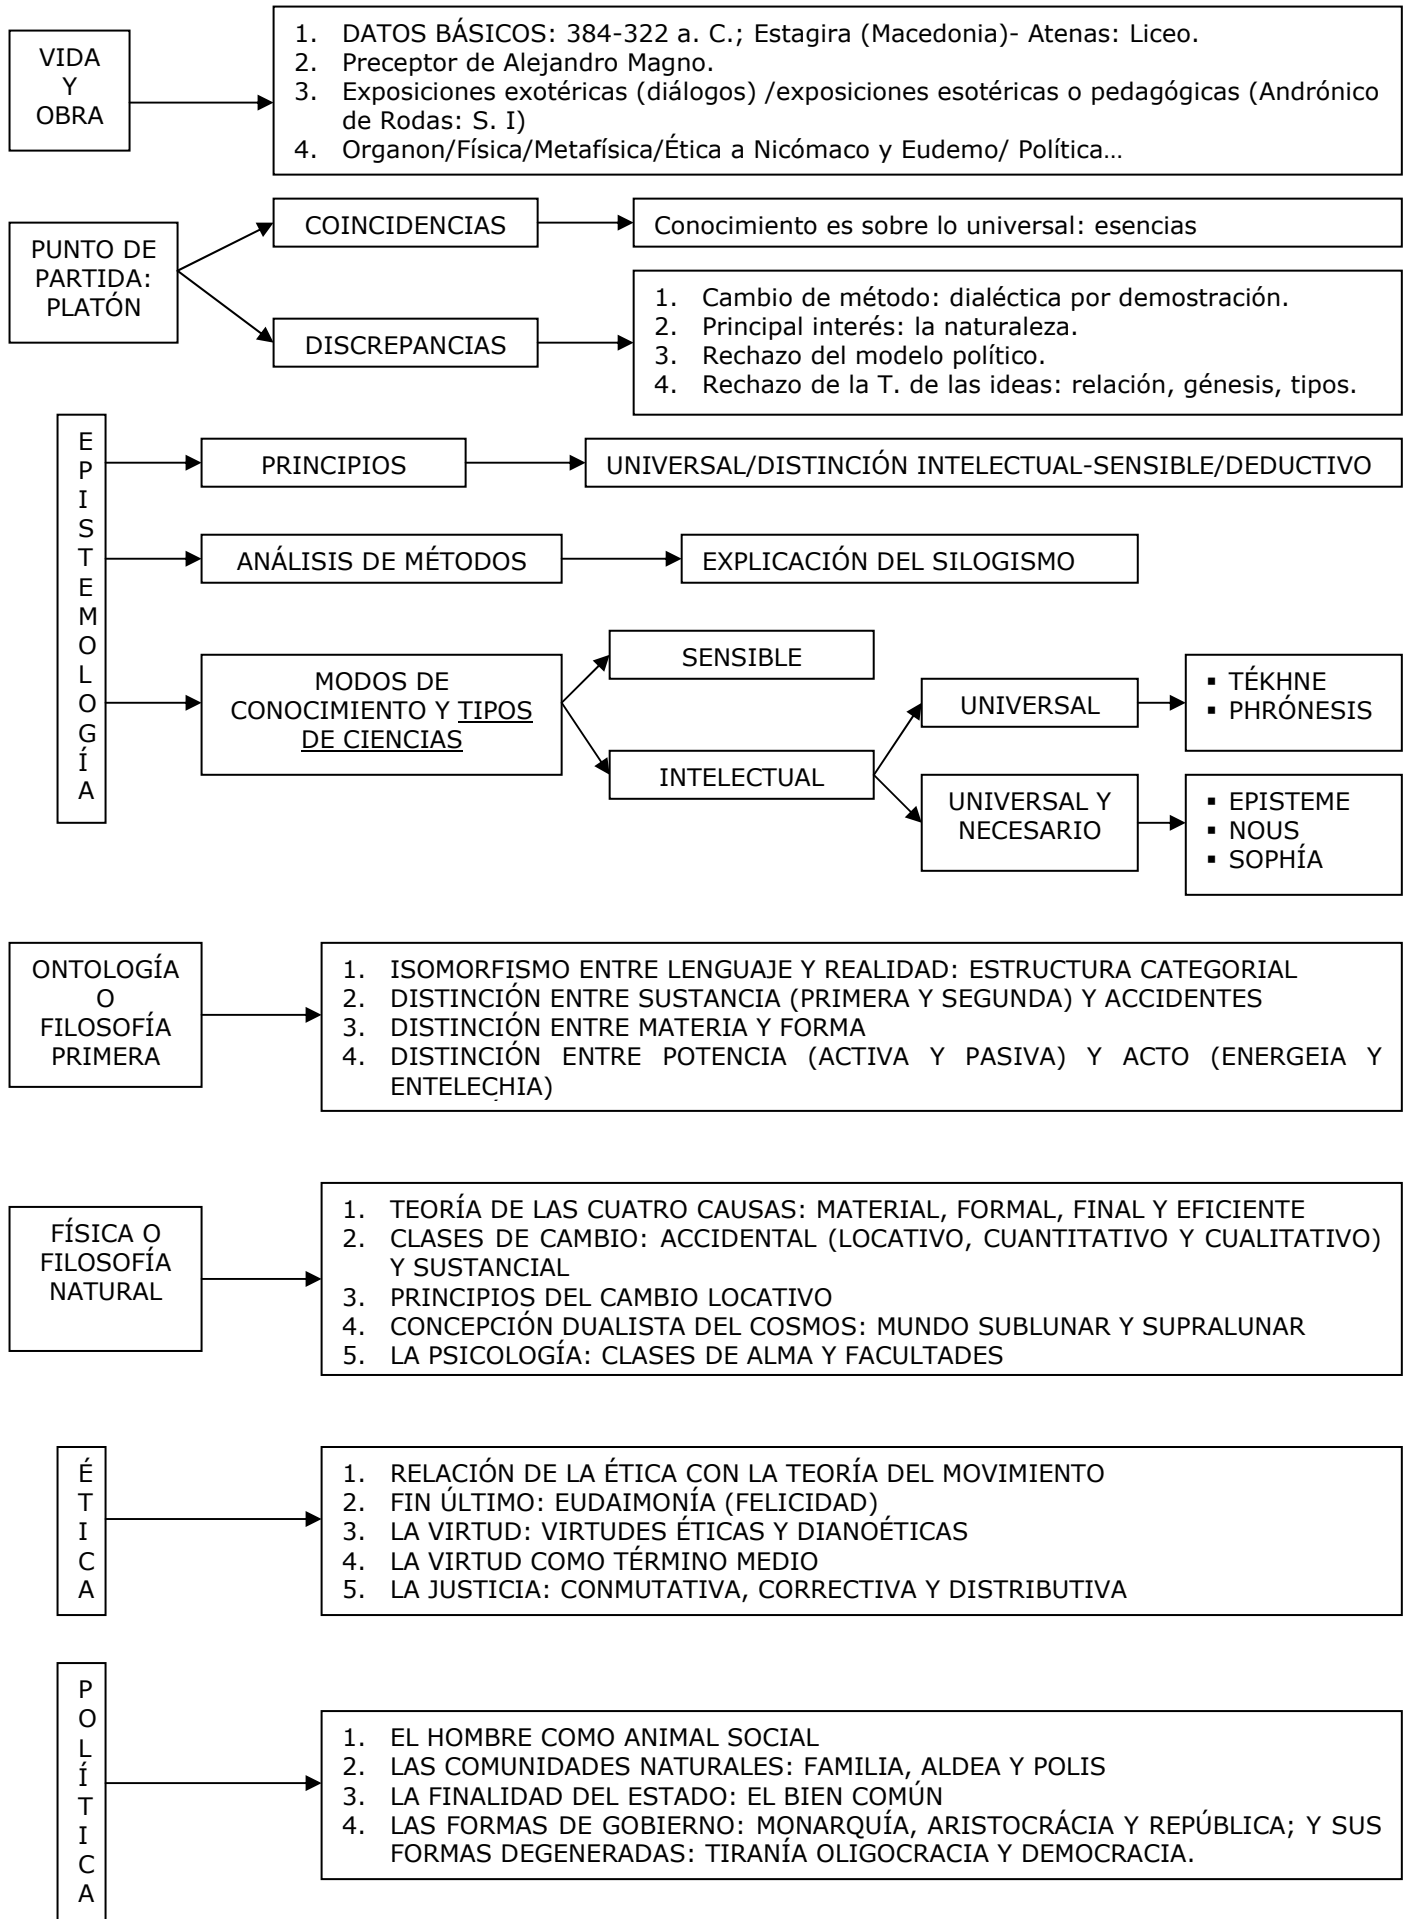 VIDA
Y
OBRA
1. DATOS BÁSICOS: 384-322 a. C.; Estagira (Macedonia)- Atenas: Liceo.
2. Preceptor de Alejandro Magno.
3. Exposiciones exotéricas (diálogos) /exposiciones esotéricas o pedagógicas (Andrónico
de Rodas: S. I)
4. Organon/Física/Metafísica/Ética a Nicómaco y Eudemo/ Política…
PUNTO DE
PARTIDA:
PLATÓN
COINCIDENCIAS
Conocimiento es sobre lo universal: esencias
DISCREPANCIAS
1. Cambio de método: dialéctica por demostración.
2. Principal interés: la naturaleza.
3. Rechazo del modelo político.
4. Rechazo de la T. de las ideas: relación, génesis, tipos.
E
P
I
S
T
E
M
O
L
O
G
Í
A
PRINCIPIOS
UNIVERSAL/DISTINCIÓN INTELECTUAL-SENSIBLE/DEDUCTIVO
ANÁLISIS DE MÉTODOS
EXPLICACIÓN DEL SILOGISMO
MODOS DE
CONOCIMIENTO Y TIPOS
DE CIENCIAS
SENSIBLE
INTELECTUAL
UNIVERSAL
▪ TÉKHNE
▪ PHRÓNESIS
UNIVERSAL Y
NECESARIO
▪ EPISTEME
▪ NOUS
▪ SOPHÍA
ONTOLOGÍA
O
FILOSOFÍA
PRIMERA
1. ISOMORFISMO ENTRE LENGUAJE Y REALIDAD: ESTRUCTURA CATEGORIAL
2. DISTINCIÓN ENTRE SUSTANCIA (PRIMERA Y SEGUNDA) Y ACCIDENTES
3. DISTINCIÓN ENTRE MATERIA Y FORMA
4. DISTINCIÓN ENTRE POTENCIA (ACTIVA Y PASIVA) Y ACTO (ENERGEIA Y
ENTELECHIA)
FÍSICA O
FILOSOFÍA
NATURAL
1. TEORÍA DE LAS CUATRO CAUSAS: MATERIAL, FORMAL, FINAL Y EFICIENTE
2. CLASES DE CAMBIO: ACCIDENTAL (LOCATIVO, CUANTITATIVO Y CUALITATIVO)
Y SUSTANCIAL
3. PRINCIPIOS DEL CAMBIO LOCATIVO
4. CONCEPCIÓN DUALISTA DEL COSMOS: MUNDO SUBLUNAR Y SUPRALUNAR
5. LA PSICOLOGÍA: CLASES DE ALMA Y FACULTADES
É
T
I
C
A
1. RELACIÓN DE LA ÉTICA CON LA TEORÍA DEL MOVIMIENTO
2. FIN ÚLTIMO: EUDAIMONÍA (FELICIDAD)
3. LA VIRTUD: VIRTUDES ÉTICAS Y DIANOÉTICAS
4. LA VIRTUD COMO TÉRMINO MEDIO
5. LA JUSTICIA: CONMUTATIVA, CORRECTIVA Y DISTRIBUTIVA
P
O
L
Í
T
I
C
A
1. EL HOMBRE COMO ANIMAL SOCIAL
2. LAS COMUNIDADES NATURALES: FAMILIA, ALDEA Y POLIS
3. LA FINALIDAD DEL ESTADO: EL BIEN COMÚN
4. LAS FORMAS DE GOBIERNO: MONARQUÍA, ARISTOCRÁCIA Y REPÚBLICA; Y SUS
FORMAS DEGENERADAS: TIRANÍA OLIGOCRACIA Y DEMOCRACIA.